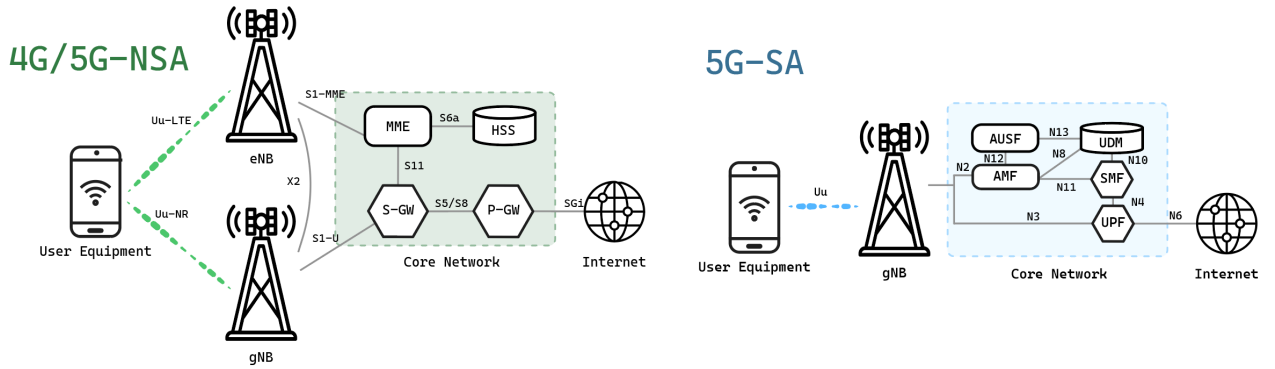 4G/5G-NSA
S1-MME
Uu-LTE
MME
S6a
HSS
eNB
S11
X2
Uu-NR
S-GW
S5/S8
P-GW
SGi
S1-U
User Equipment
Core Network
Internet
gNB
5G-SA
AUSF
N13
UDM
N12
N8
N10
N2
AMF
N11
SMF
Uu
N4
N3
UPF
N6
User Equipment
gNB
Core Network
Internet